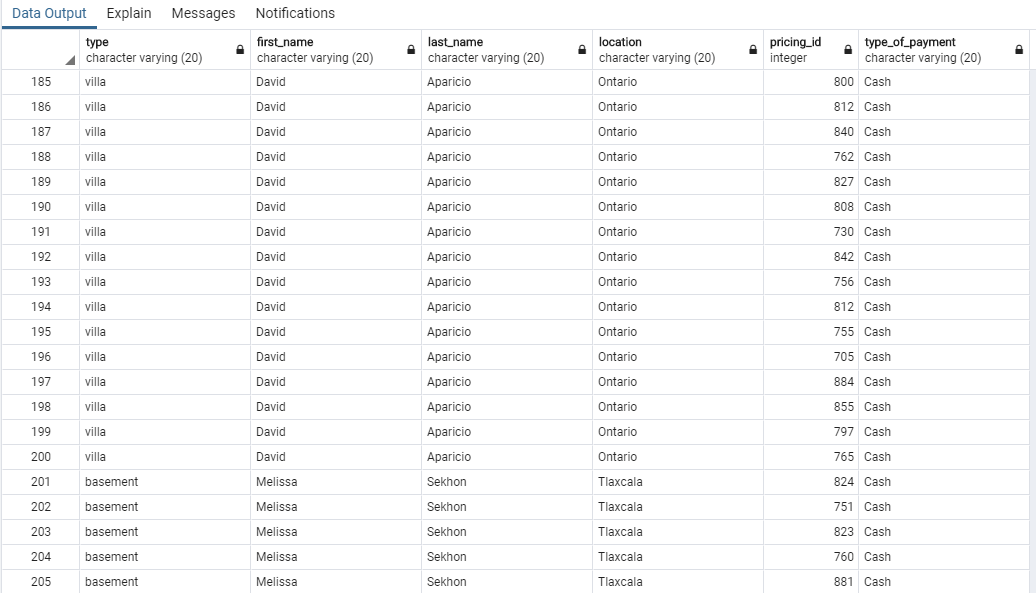 Data Output Explain Messages Notifications
type first_name last_name location pricing_id type_of_payment
character varying (20) character varying (20) character varying (20) character varying (20) integer character varying (20)
185 villa David Aparicio Ontario 800 Cash
186 villa David Aparicio Ontario 812 Cash
187 villa David Aparicio Ontario 840 Cash
188 villa David Aparicio Ontario 762 Cash
189 villa David Aparicio Ontario 827 Cash
190 villa David Aparicio Ontario 808 Cash
191 villa David Aparicio Ontario 730 Cash
192 villa David Aparicio Ontario 842 Cash
193 villa David Aparicio Ontario 756 Cash
194 villa David Aparicio Ontario 812 Cash
195 villa David Aparicio Ontario 755 Cash
196 villa David Aparicio Ontario 705 Cash
197 villa David Aparicio Ontario 884 Cash
198 villa David Aparicio Ontario 855 Cash
199 villa David Aparicio Ontario 797 Cash
200 villa David Aparicio Ontario 765 Cash
201 basement Melissa Sekhon Tlaxcala 824 Cash
202 basement Melissa Sekhon Tlaxcala 751 Cash
203 basement Melissa Sekhon Tlaxcala 823 Cash
204 basement Melissa Sekhon Tlaxcala 760 Cash
205 basement Melissa Sekhon Tlaxcala 881 Cash